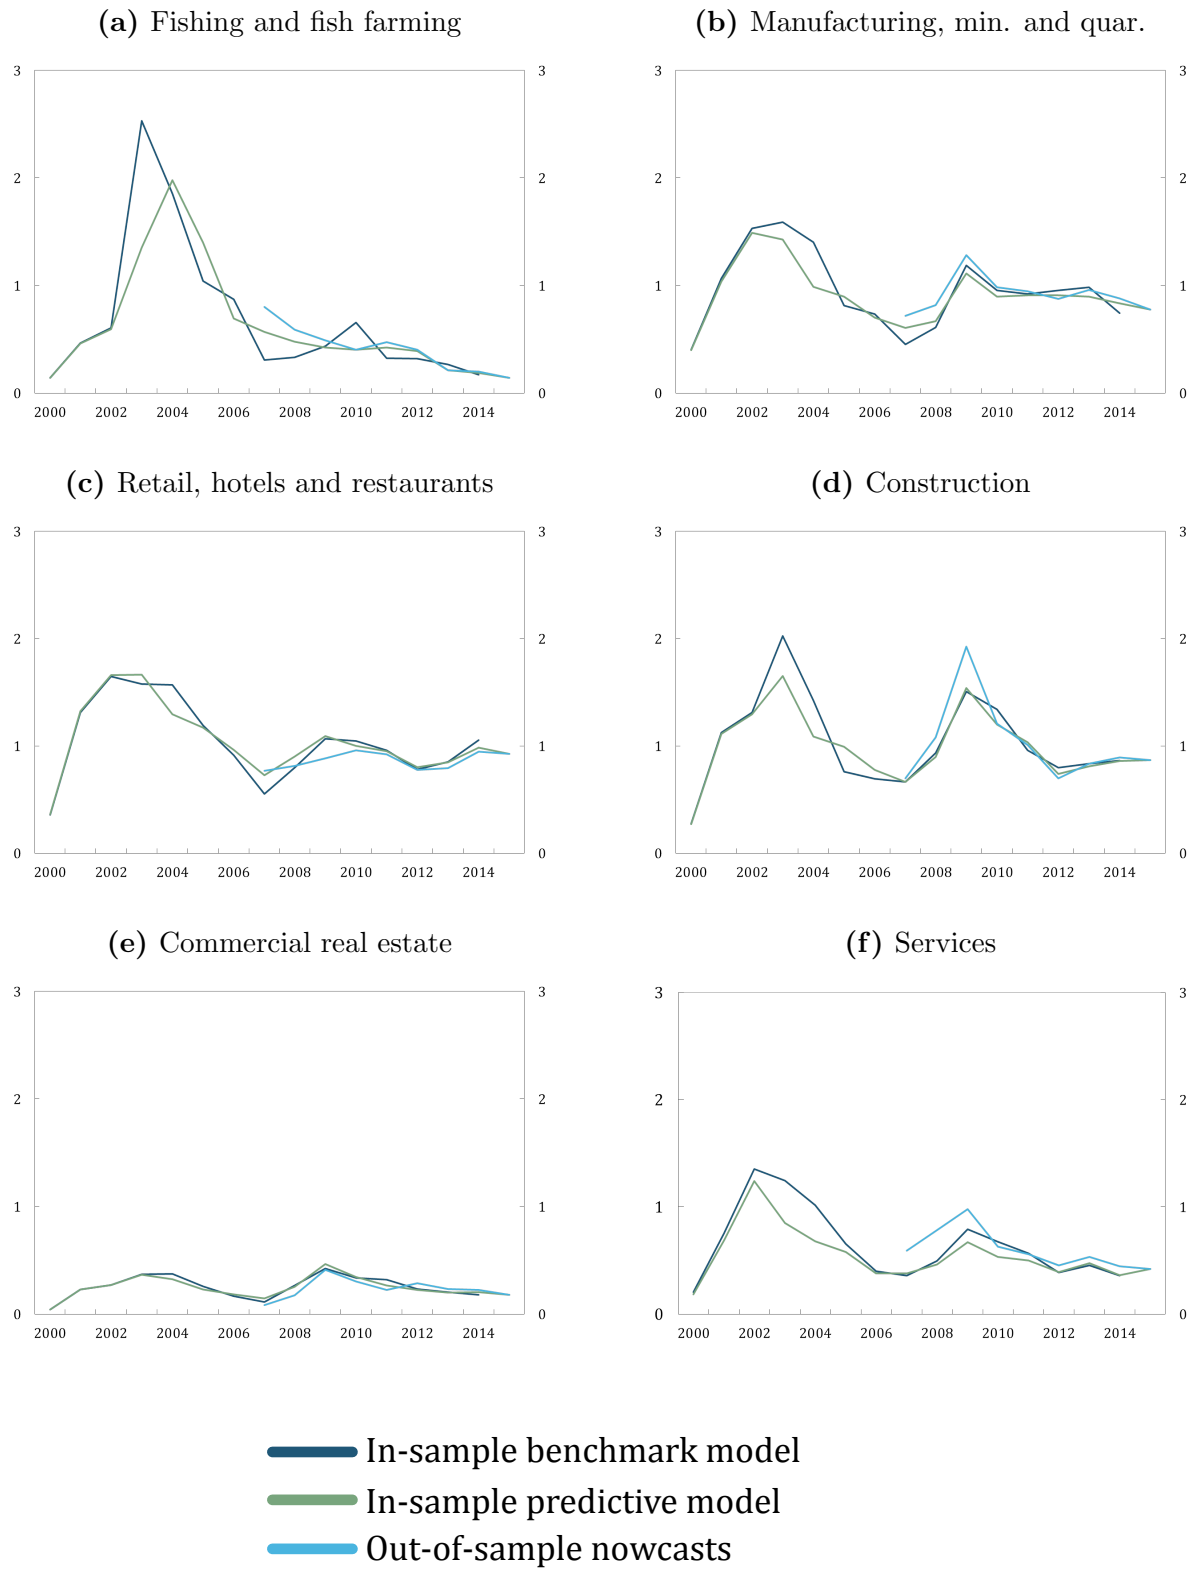 (a) Fishing and fish farming
(b) Manufacturing, min. and quar.
3 3 3 3
2 2 2 2
1 1 1 1
0 0 0 0
2000 2002 2004 2006 2008 2010 2012 2014
2000 2002 2004 2006 2008 2010 2012 2014
(c) Retail, hotels and restaurants
(d) Construction
3 3 3 3
2 2 2 2
1 1 1 1
0 0 0 0
2000 2002 2004 2006 2008 2010 2012 2014
2000 2002 2004 2006 2008 2010 2012 2014
(e) Commercial real estate
(f) Services
3 3 3 3
2 2 2 2
1 1 1 1
0 0 0 0
2000 2002 2004 2006 2008 2010 2012 2014
2000 2002 2004 2006 2008 2010 2012 2014
In-sample benchmark model
In-sample predictive model
Out-of-sample nowcasts